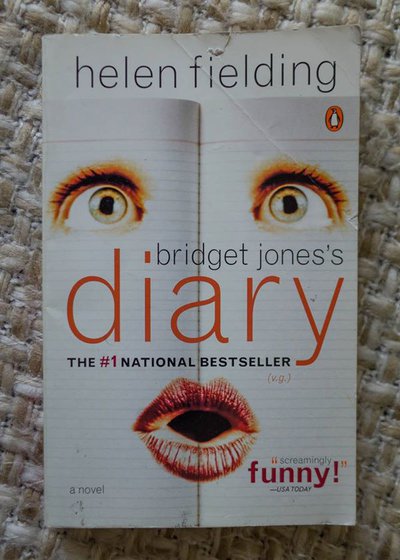 helen fielding
bridget jones's
diary
THE #1 NATIONAL BESTSELLER
(v.g.)
"screamingly
funny!"
—USA TODAY
a novel